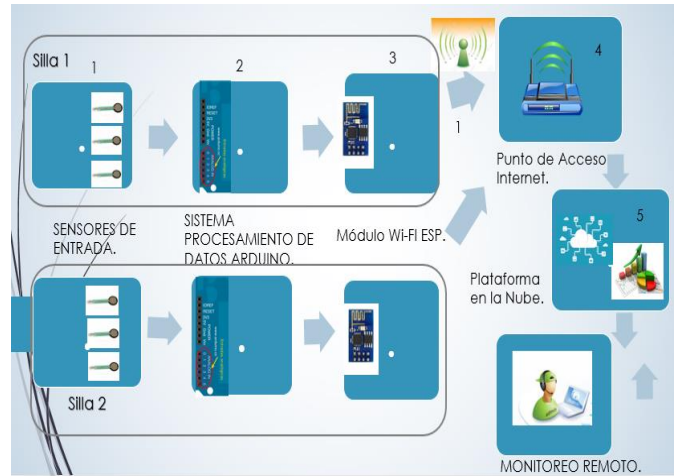 Silla 1
1
2
3
4
1
Punto de Acceso
Internet.
SENSORES DE
ENTRADA.
SISTEMA
PROCESAMIENTO DE
DATOS ARDUINO.
Módulo Wi-FI ESP.
5
Plataforma
en la Nube.
Silla 2
MONITOREO REMOTO.